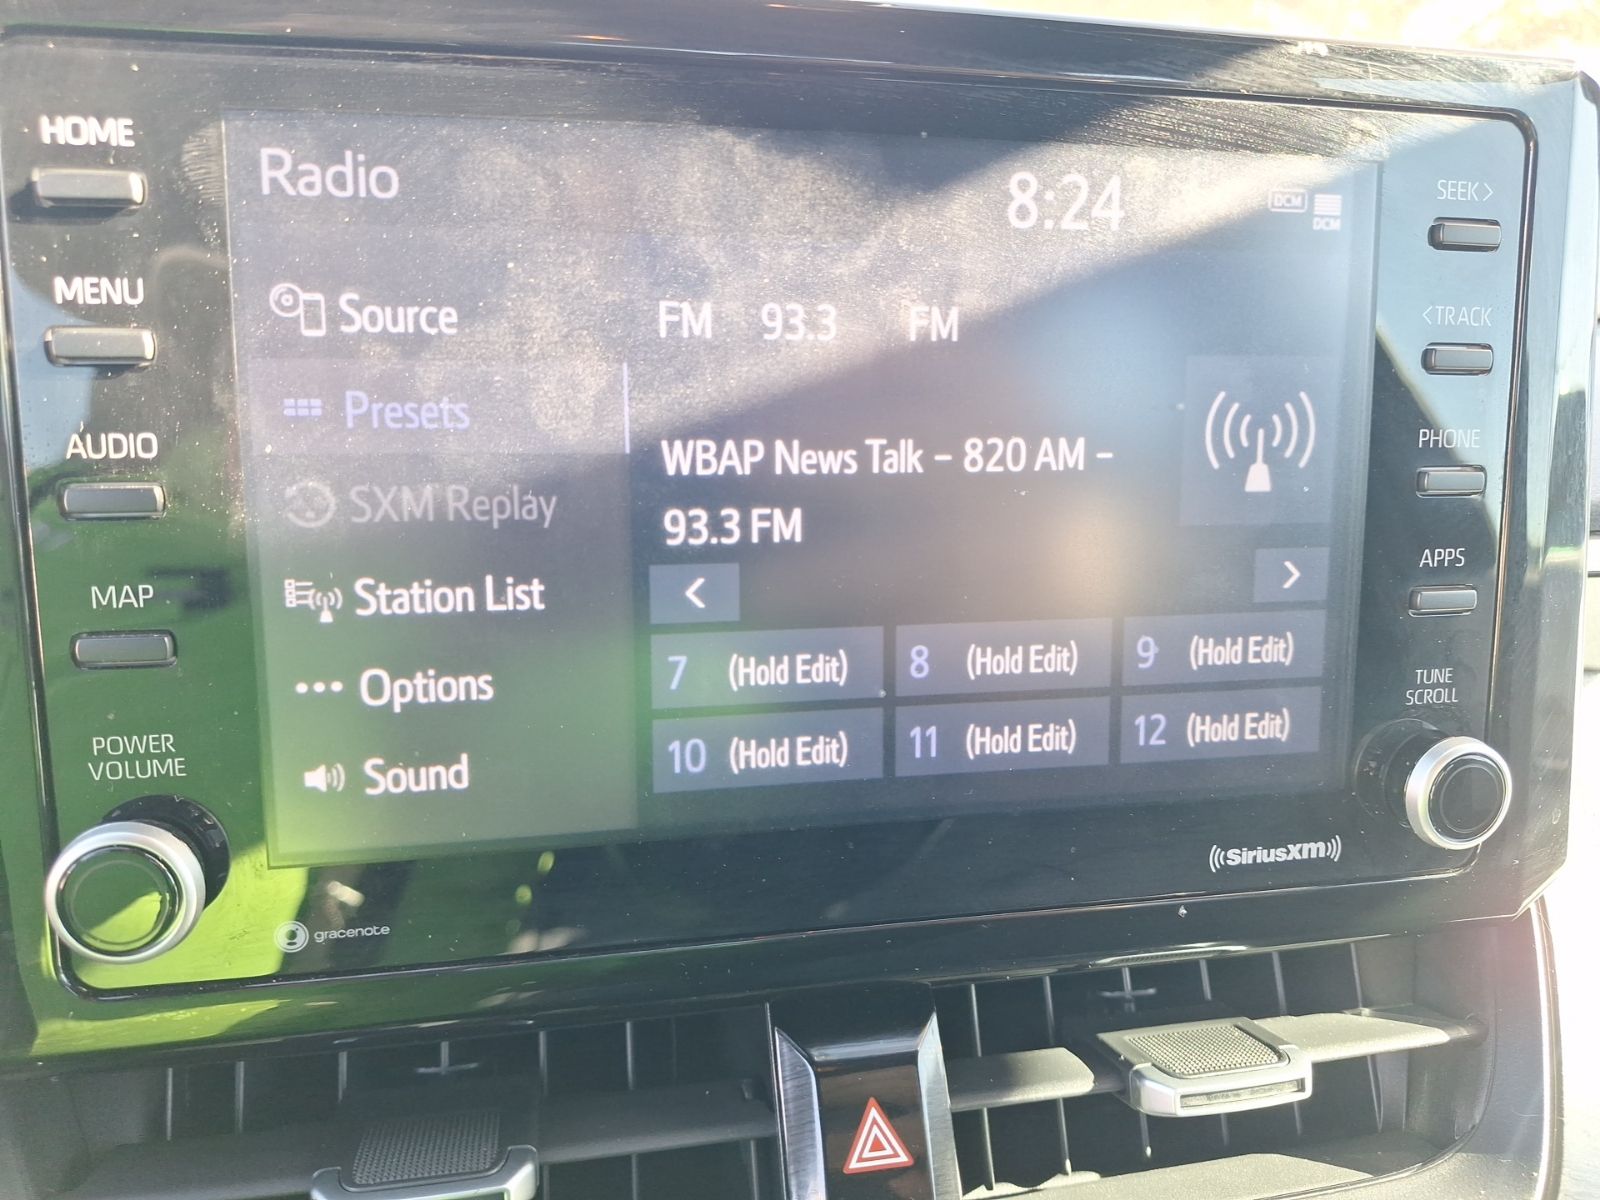 HOME
MENU
AUDIO
MAP
POWER
VOLUME
Radio
8:24
DCM
DCM
Source
Presets
SXM Replay
Station List
Options
Sound
FM 93.3 FM
WBAP News Talk – 820 AM –
93.3 FM
<
>
7 (Hold Edit)
8 (Hold Edit)
9 (Hold Edit)
10 (Hold Edit)
11 (Hold Edit)
12 (Hold Edit)
SEEK >
< TRACK
PHONE
APPS
TUNE
SCROLL
gracenote
((SiriusXm))